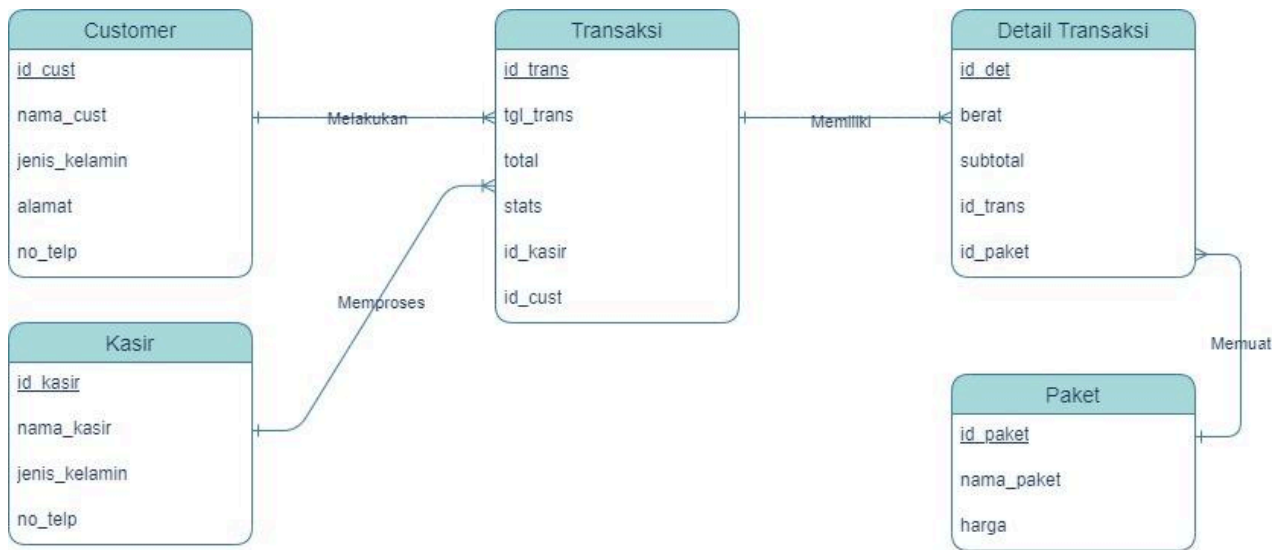 Customer
id_cust
nama_cust
jenis_kelamin
alamat
no_telp
Melakukan
Transaksi
id_trans
tgl_trans
total
stats
id_kasir
id_cust
Memiliki
Detail Transaksi
id_det
berat
subtotal
id_trans
id_paket
Memproses
Memuat
Kasir
id_kasir
nama_kasir
jenis_kelamin
no_telp
Paket
id_paket
nama_paket
harga